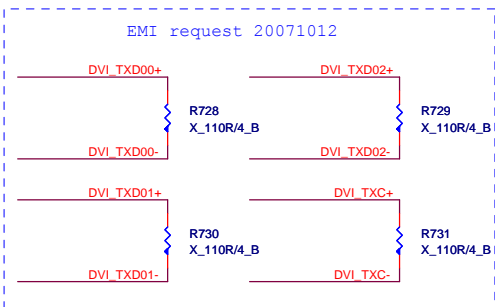 EMI request 20071012
DVI_TXD00+
DVI_TXD02+
R728
X_110R/4_B
R729
X_110R/4_B
DVI_TXD00-
DVI_TXD02-
DVI_TXD01+
DVI_TXC+
R730
X_110R/4_B
R731
X_110R/4_B
DVI_TXD01-
DVI_TXC-